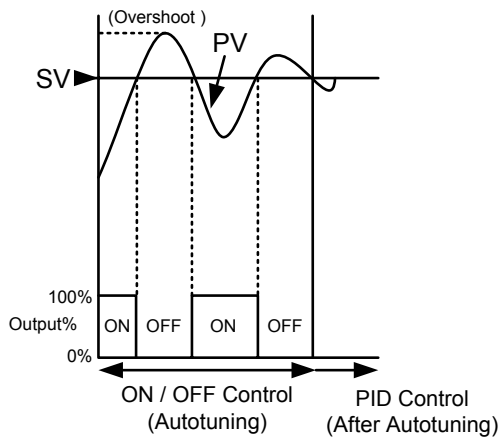 (Overshoot )
PV
SV
100%
Output%
ON
OFF
ON
OFF
0%
ON / OFF Control
(Autotuning)
PID Control
(After Autotuning)